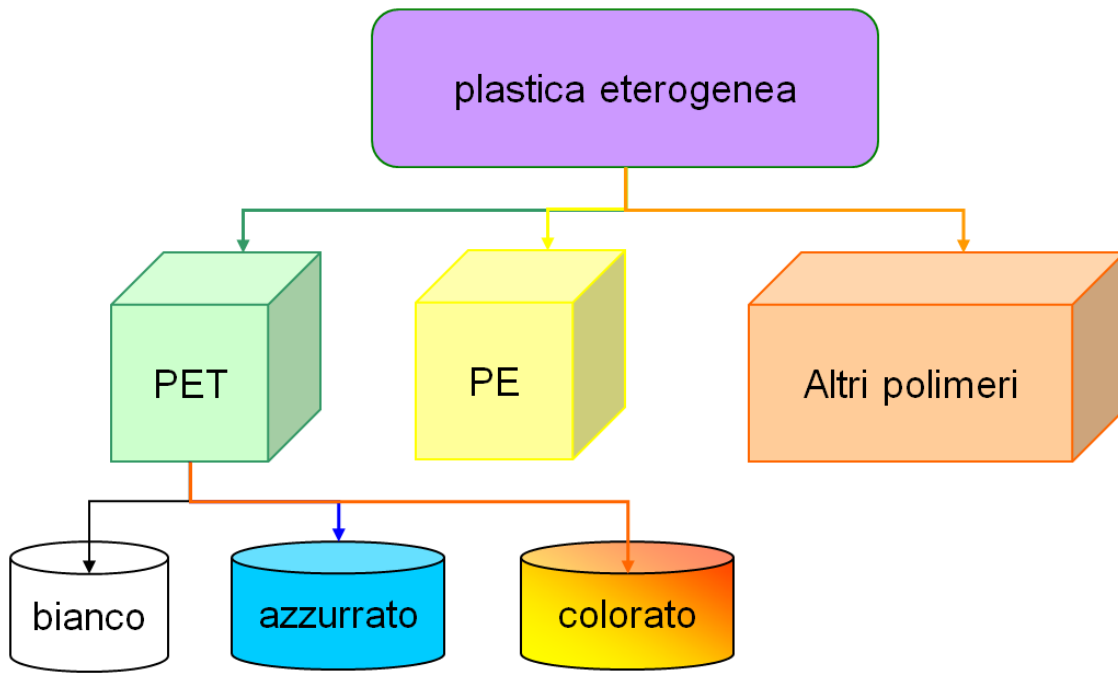 plastica eterogenea
PET
PE
Altri polimeri
bianco
azzurrato
colorato